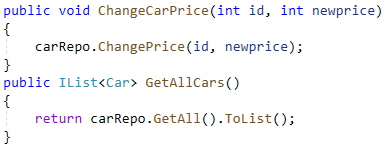 public void ChangeCarPrice(int id, int newprice)
{
    carRepo.ChangePrice(id, newprice);
}
public IList<Car> GetAllCars()
{
    return carRepo.GetAll().ToList();
}